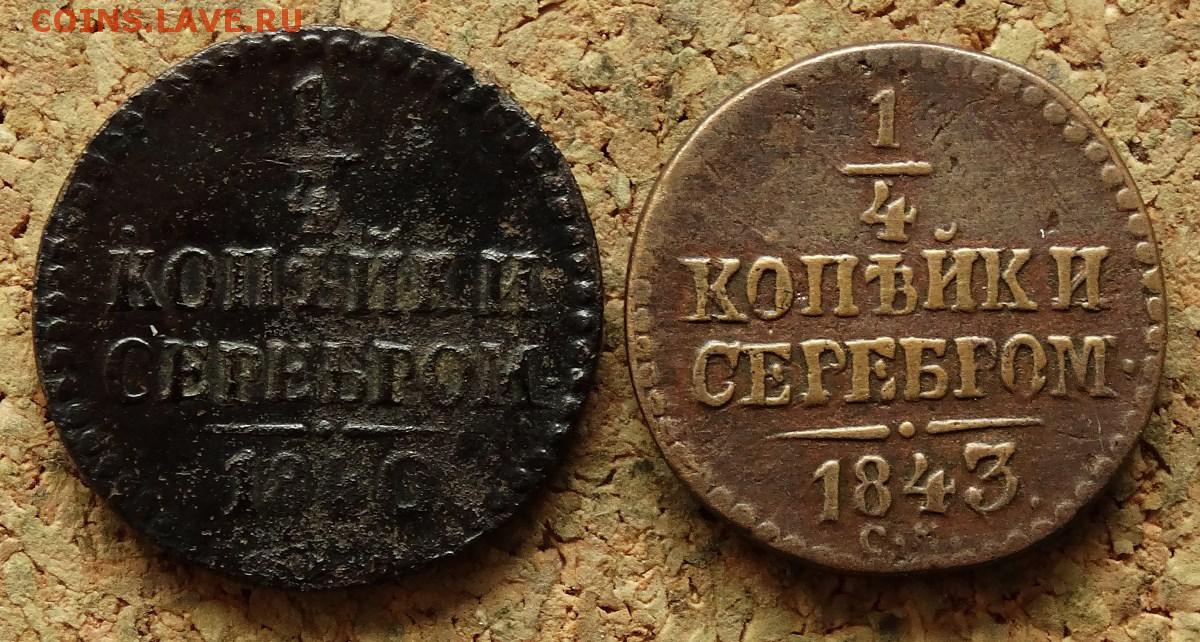 COINS.LAVE.RU
1
4
КОПѢЙКИ
СЕРЕБРОМ
1
4
КОПѢЙКИ
СЕРЕБРОМ.
1843.
С.